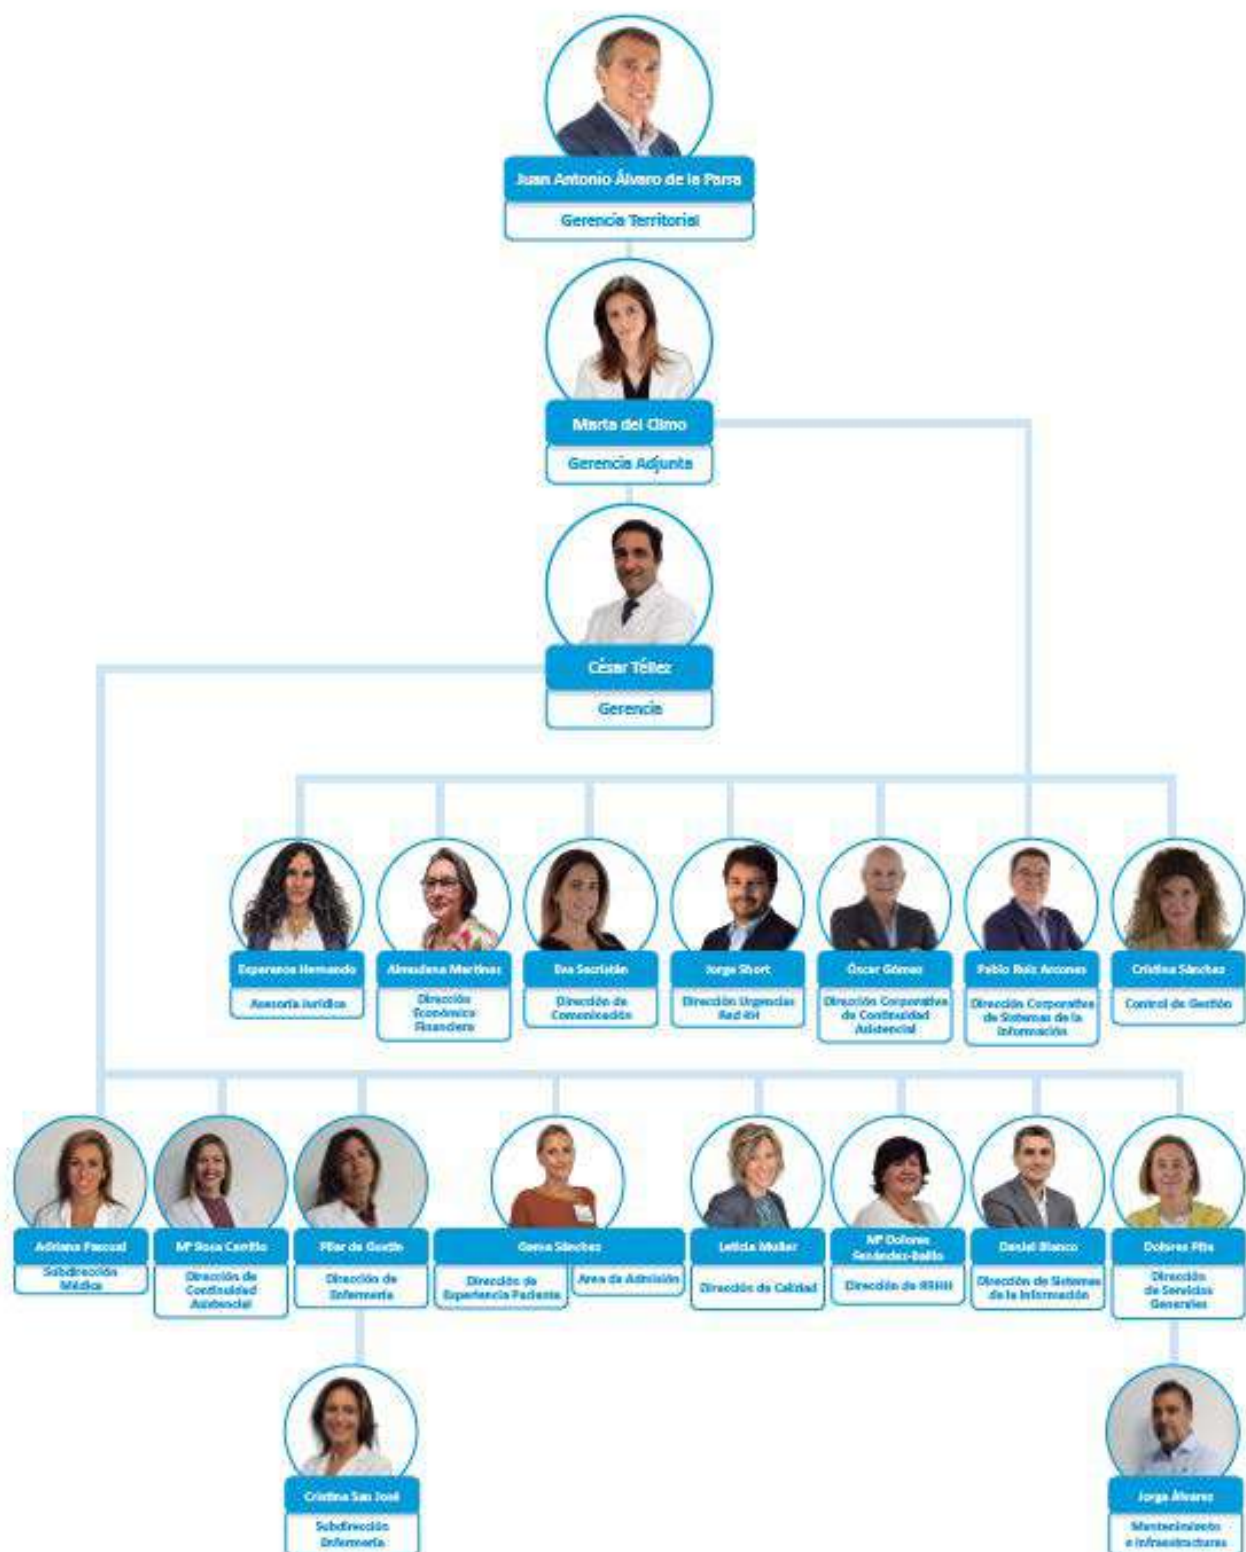 Juan Antonio Álvaro de la Parra
Gerencia Territorial
Marta del Olmo
Gerencia Adjunta
César Téllez
Gerencia
Esperanza Hernando
Asesoría Jurídica
Almudena Martínez
Dirección
Económico
Financiera
Eva Sacristán
Dirección de
Comunicación
Jorge Short
Dirección Urgencias
Red 4H
Óscar Gómez
Dirección Corporativa
de Continuidad
Asistencial
Pablo Ruiz Arcones
Dirección Corporativa
de Sistemas de la
Información
Cristina Sánchez
Control de Gestión
Adriana Pascual
Subdirección
Médica
Mª Rosa Carrillo
Dirección de
Continuidad
Asistencial
Pilar de
Dirección de
Enfermería
Gema Sánchez
Dirección de
Experiencia Paciente
Area de Admisión
Leticia Muller
Dirección de Calidad
Mª Dolores
Dirección de RRHH
Daniel Blanco
Dirección de Sistemas
de la Información
Dolores Pita
Dirección
de Servicios
Generales
Cristina San José
Subdirección
Enfermería
Jorge Álvarez
Mantenimiento
e Infraestructuras